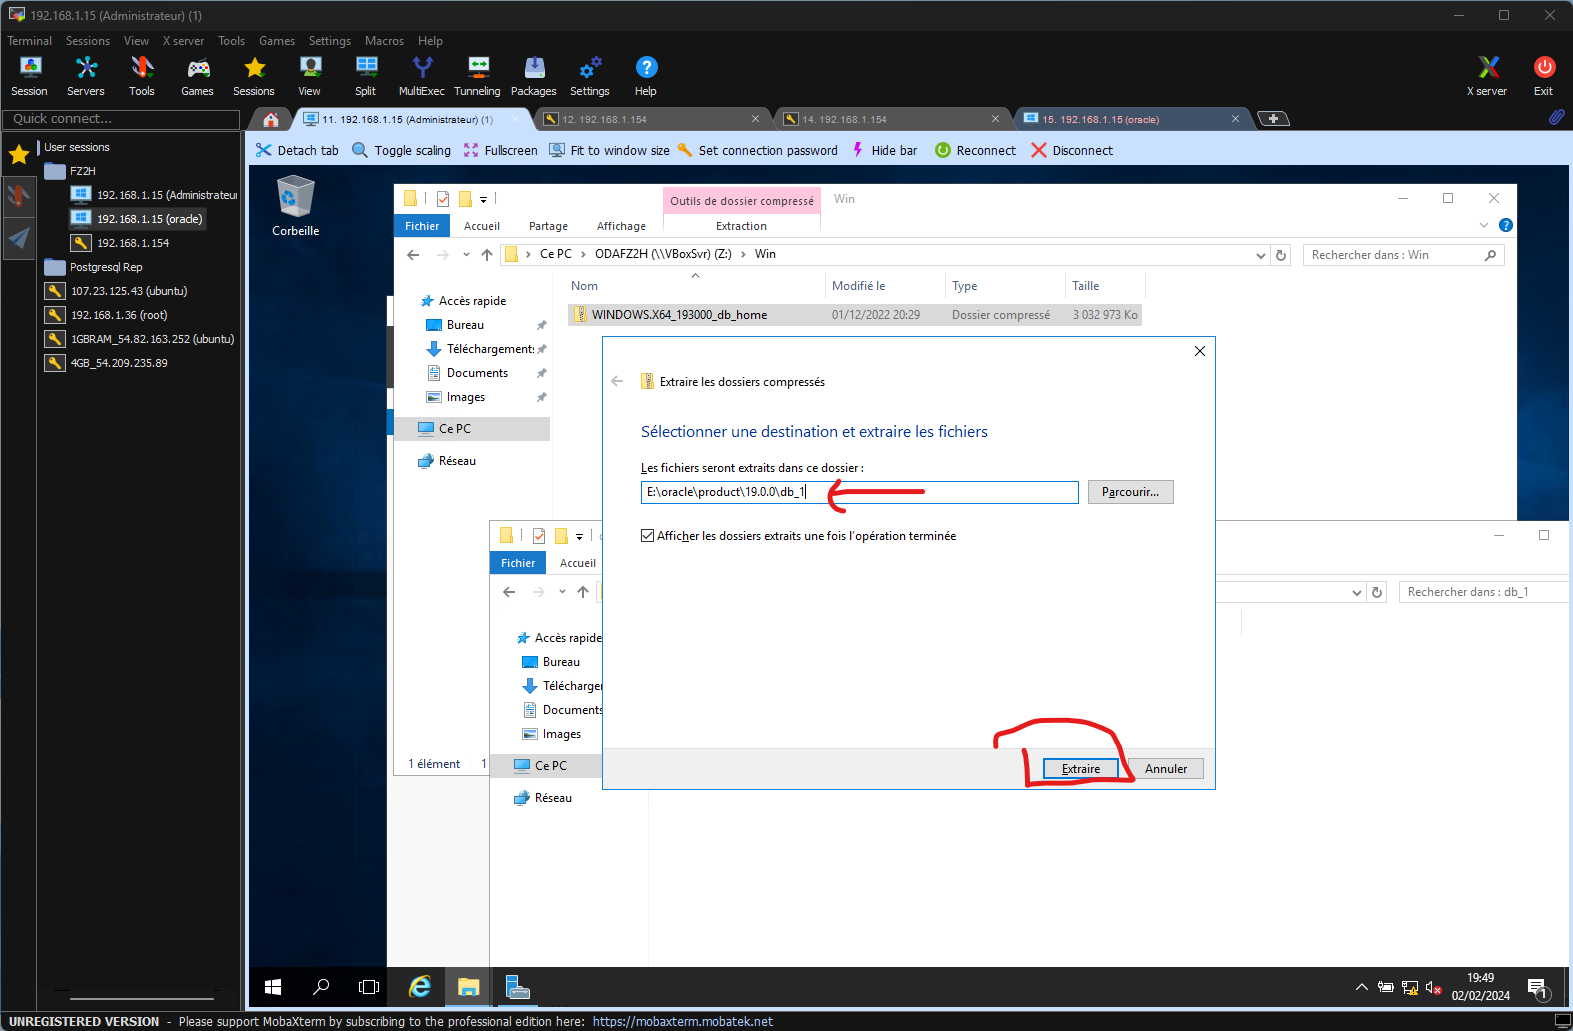 192.168.1.15 (Administrateur) (1)
Terminal Sessions View X server Tools Games Settings Macros Help
Session Servers Tools Games Sessions View Split MultiExec Tunneling Packages Settings Help X server Exit
Quick connect...
11. 192.168.1.15 (Administrateur) (1)
12. 192.168.1.154
14. 192.168.1.154
15. 192.168.1.15 (oracle)
Detach tab Toggle scaling Fullscreen Fit to window size Set connection password Hide bar Reconnect Disconnect
User sessions
FZ2H
192.168.1.15 (Administrateur
192.168.1.15 (oracle)
192.168.1.154
Postgresql Rep
107.23.125.43 (ubuntu)
192.168.1.36 (root)
1GBRAM_54.82.163.252 (ubuntu)
4GB_54.209.235.89
Corbeille
Outils de dossier compressé Win
Fichier Accueil Partage Affichage Extraction
Ce PC ODAFZ2H (\\VBoxSvr) (Z:) Win
Rechercher dans : Win
Nom Modifié le Type Taille
WINDOWS.X64_193000_db_home 01/12/2022 20:29 Dossier compressé 3 032 973 Ko
Accès rapide
Bureau
Téléchargements
Documents
Images
Ce PC
Réseau
1 élément 1
Extraire les dossiers compressés
Sélectionner une destination et extraire les fichiers
Les fichiers seront extraits dans ce dossier :
E:\oracle\product\19.0.0\db_1
Parcourir...
Afficher les dossiers extraits une fois l'opération terminée
Extraire Annuler
Fichier Accueil
Rechercher dans : db_1
Accès rapide
Bureau
Télécharger
Documents
Images
Ce PC
Réseau
19:49
02/02/2024
1
UNREGISTERED VERSION - Please support MobaXterm by subscribing to the professional edition here: https://mobaxterm.mobatek.net